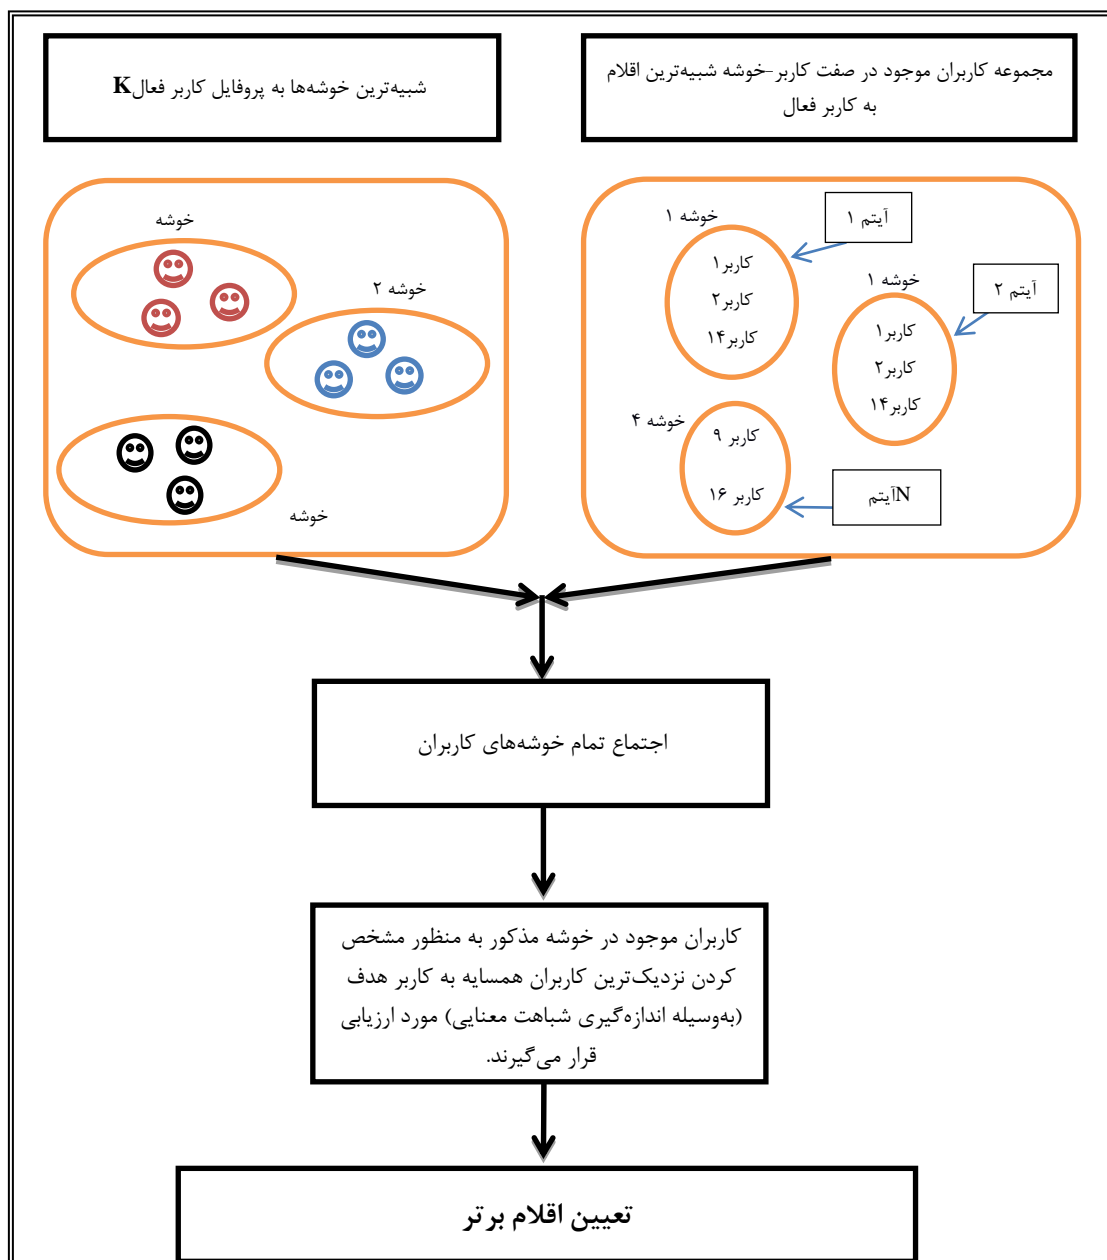 مجموعه کاربران موجود در صفت کاربر-خوشه شبیه‌ترین اقلام
به کاربر فعال
K شبیه‌ترین خوشه‌ها به پروفایل کاربر فعال
خوشه ۱
آیتم ۱
کاربر۱
کاربر۲
کاربر۱۴
خوشه ۱
آیتم ۲
کاربر۱
کاربر۲
کاربر۱۴
خوشه ۴
کاربر ۹
کاربر ۱۶
آیتمN
خوشه
خوشه ۲
خوشه
اجتماع تمام خوشه‌های کاربران
کاربران موجود در خوشه مذکور به منظور مشخص
کردن نزدیک‌ترین کاربران همسایه به کاربر هدف
(به‌وسیله اندازه‌گیری شباهت معنایی) مورد ارزیابی
قرار می‌گیرند.
تعیین اقلام برتر